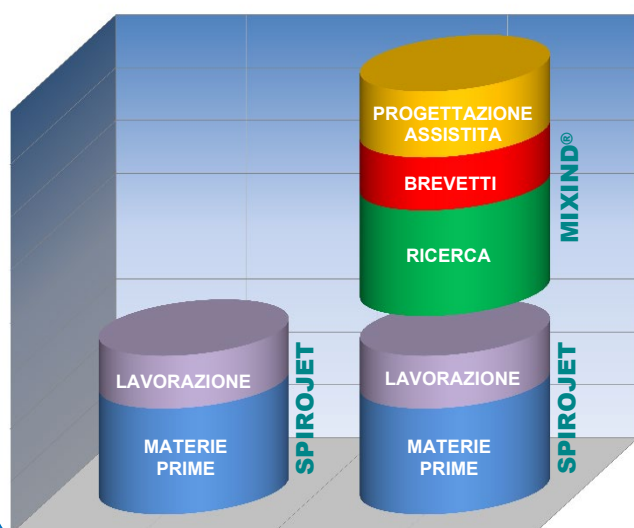 PROGETTAZIONE
ASSISTITA
BREVETTI
RICERCA
MIXIND®
LAVORAZIONE
MATERIE
PRIME
SPIROJET
LAVORAZIONE
MATERIE
PRIME
SPIROJET